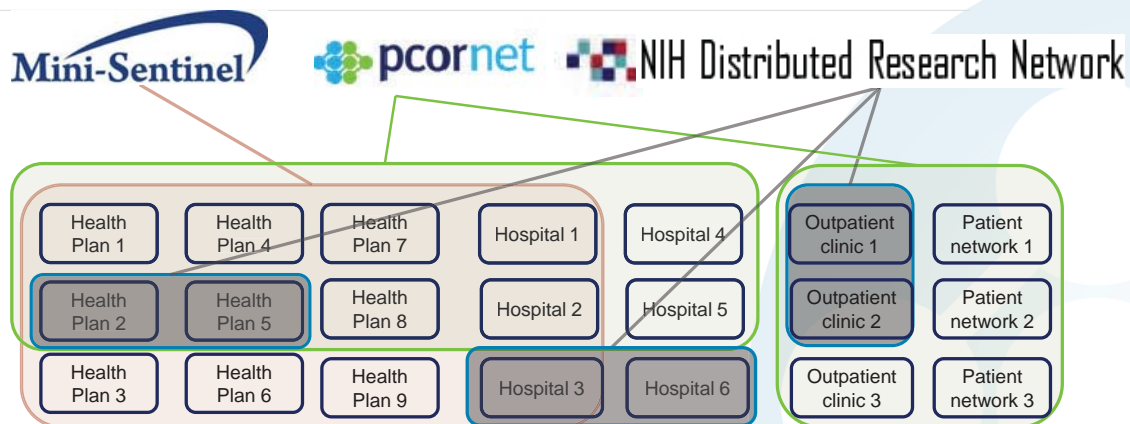 Mini-Sentinel
pcornet
NIH Distributed Research Network
Health
Plan 1
Health
Plan 4
Health
Plan 7
Hospital 1
Hospital 4
Outpatient
clinic 1
Patient
network 1
Health
Plan 2
Health
Plan 5
Health
Plan 8
Hospital 2
Hospital 5
Outpatient
clinic 2
Patient
network 2
Health
Plan 3
Health
Plan 6
Health
Plan 9
Hospital 3
Hospital 6
Outpatient
clinic 3
Patient
network 3